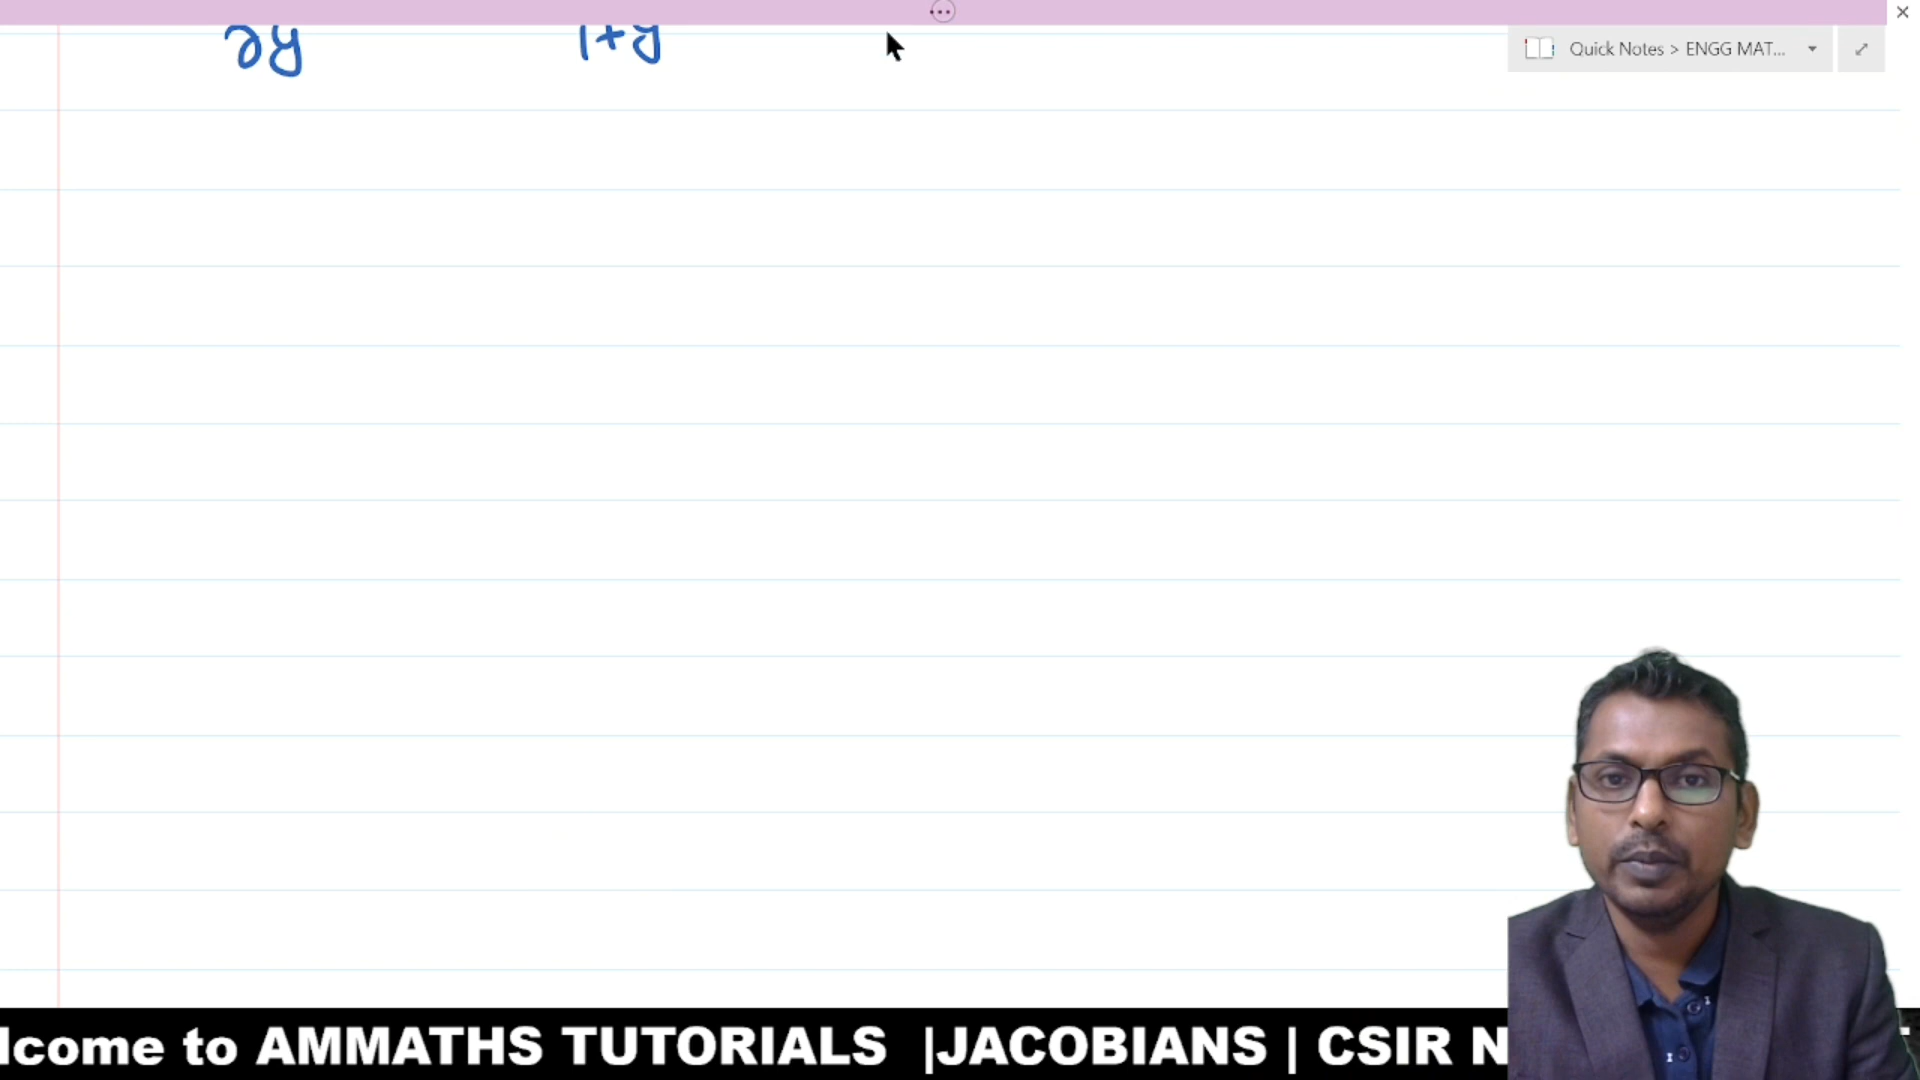 ∂y 1+y
Quick Notes > ENGG MAT...
lcome to AMMATHS TUTORIALS |JACOBIANS | CSIR N